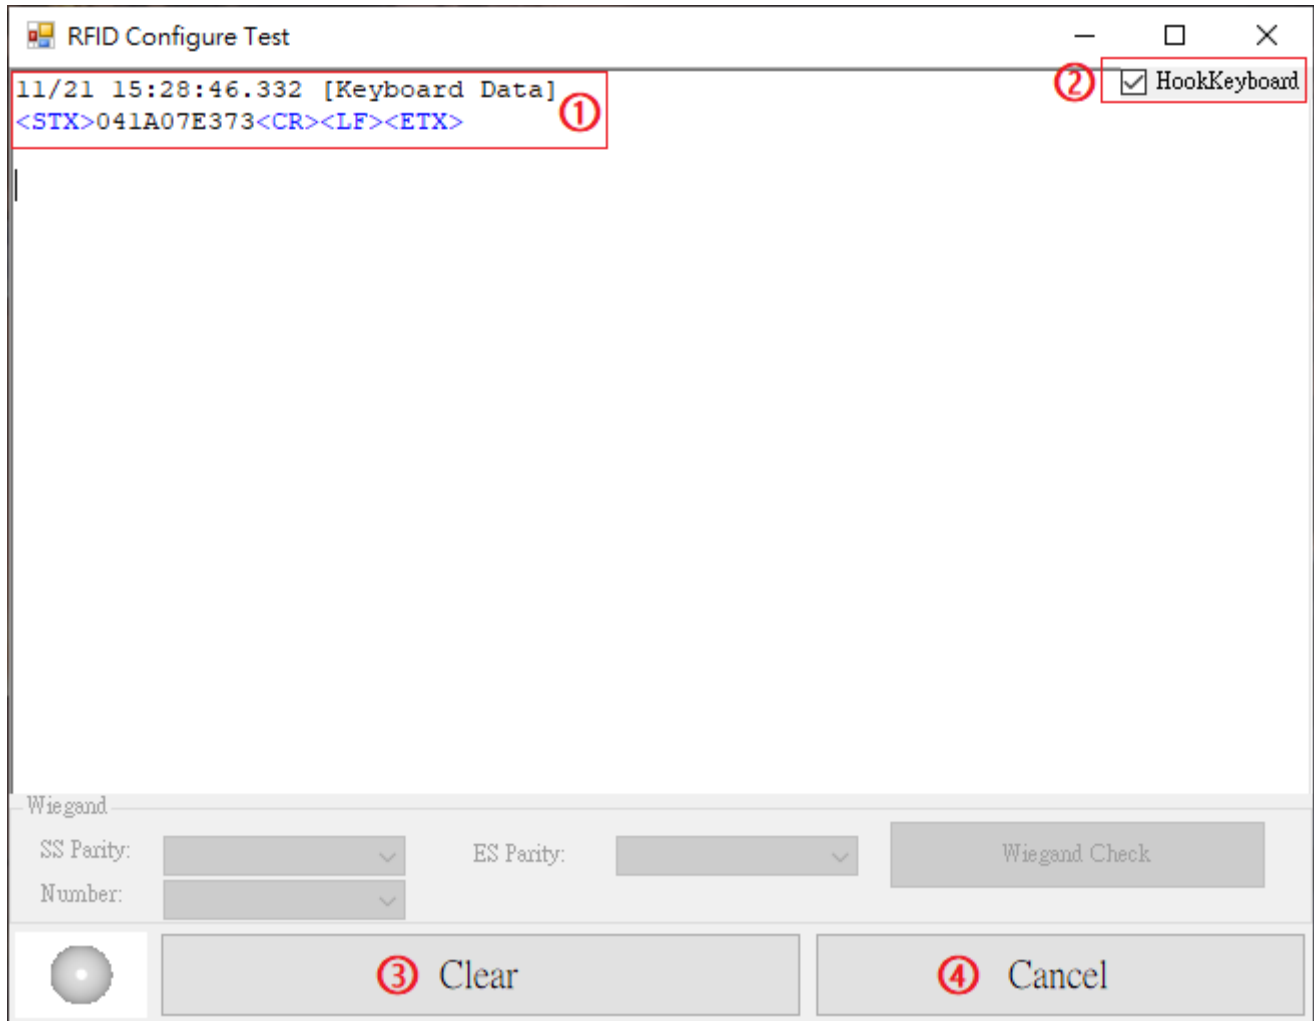 RFID Configure Test
11/21 15:28:46.332 [Keyboard Data]
<STX>041A07E373<CR><LF><ETX>
①
② HookKeyboard
Wiegand
SS Parity:
ES Parity:
Wiegand Check
Number:
③ Clear
④ Cancel